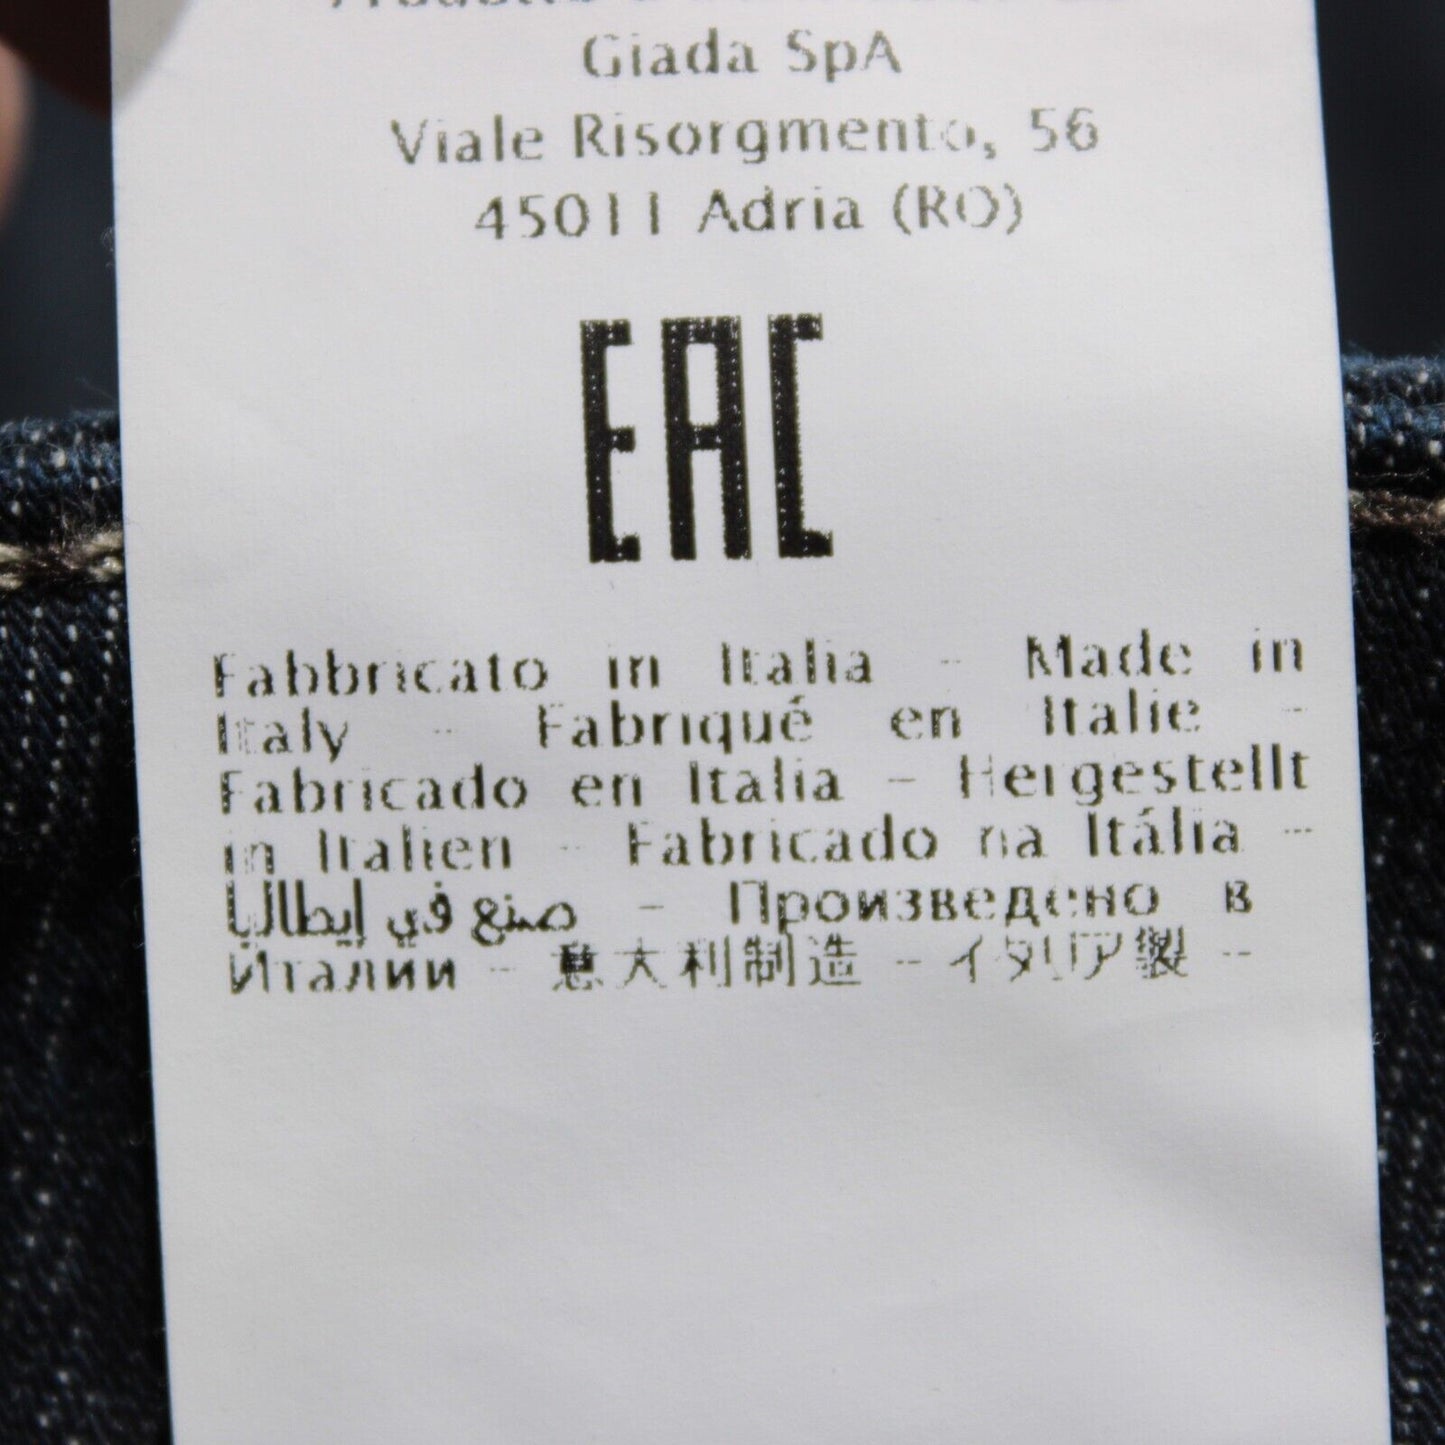 Giada SpA
Viale Risorgmento, 56
45011 Adria (RO)
EAC
Fabbricato in Italia - Made in
Italy - Fabriqué en Italie -
Fabricado en Italia - Hergestellt
in Italien - Fabricado na Itália -
صنع في إيطاليا - Произведено в
Италии - 意大利制造 - イタリア製 -